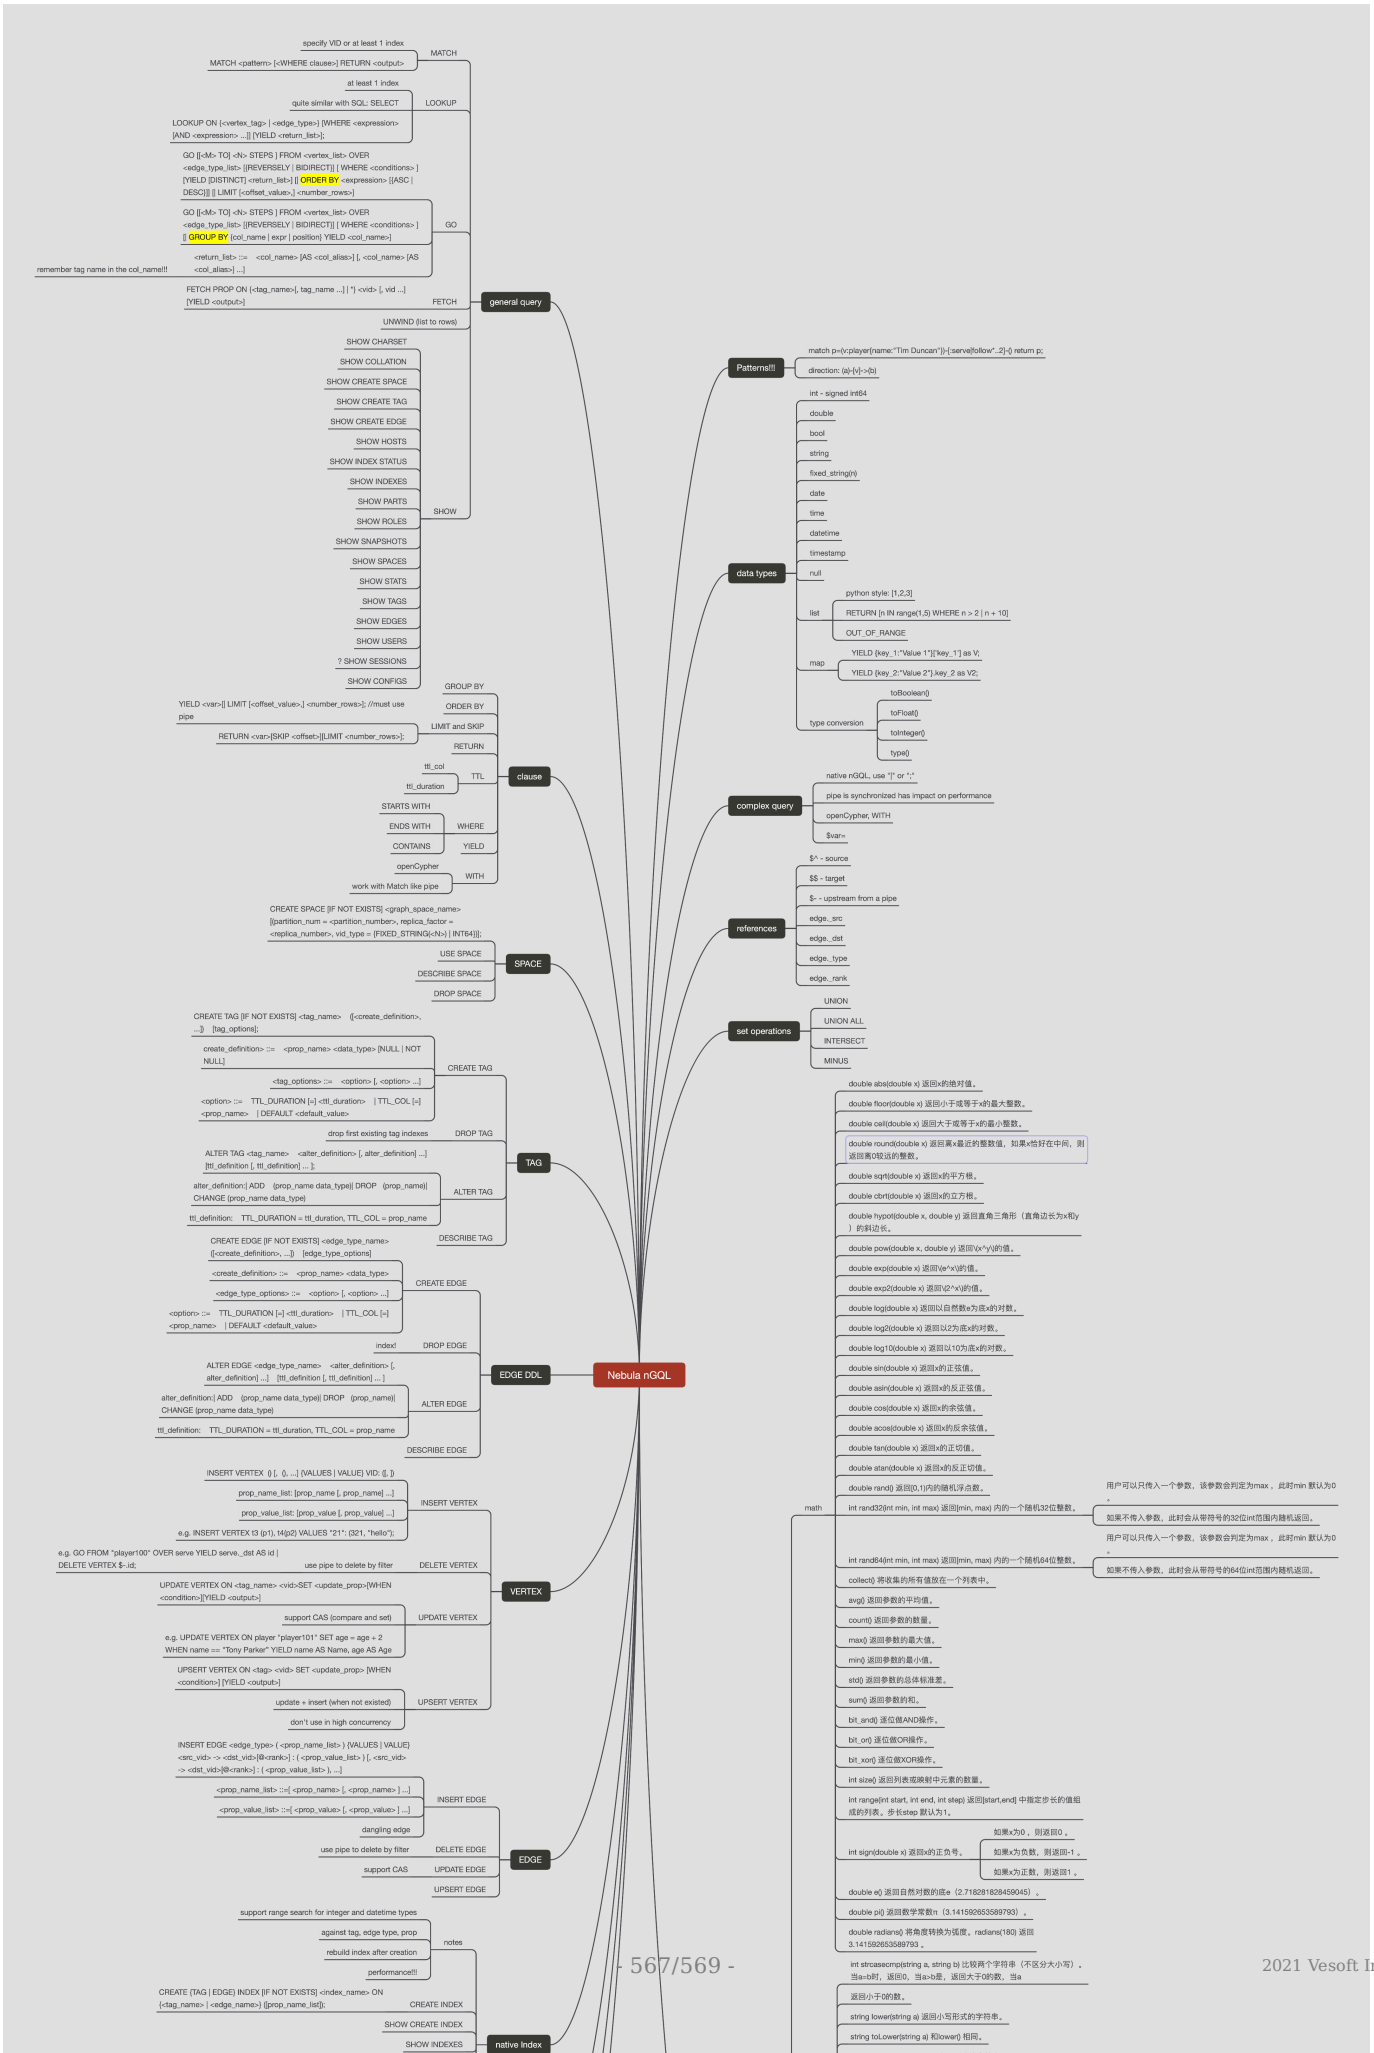 specify VID or at least 1 index
MATCH <pattern> [<WHERE clause>] RETURN <output>
MATCH
at least 1 index
quite similar with SQL: SELECT
LOOKUP ON {<vertex_tag> | <edge_type>} [WHERE <expression>
[AND <expression> ...]] [YIELD <return_list>];
LOOKUP
GO [[<M> TO] <N> STEPS ] FROM <vertex_list> OVER
<edge_type_list> [{REVERSELY | BIDIRECT}] [ WHERE <conditions> ]
[YIELD [DISTINCT] <return_list>] [| ORDER BY <expression> [{ASC |
DESC}]] [| LIMIT [<offset_value>,] <number_rows>]
GO [[<M> TO] <N> STEPS ] FROM <vertex_list> OVER
<edge_type_list> [{REVERSELY | BIDIRECT}] [ WHERE <conditions> ]
[| GROUP BY {col_name | expr | position} YIELD <col_name>]
<return_list> ::= <col_name> [AS <col_alias>] [, <col_name> [AS
<col_alias>] ...]
remember tag name in the col_name!!!
GO
FETCH PROP ON {<tag_name>[, tag_name ...] | *} <vid> [, vid ...]
[YIELD <output>]
FETCH
UNWIND (list to rows)
SHOW CHARSET
SHOW COLLATION
SHOW CREATE SPACE
SHOW CREATE TAG
SHOW CREATE EDGE
SHOW HOSTS
SHOW INDEX STATUS
SHOW INDEXES
SHOW PARTS
SHOW ROLES
SHOW SNAPSHOTS
SHOW SPACES
SHOW STATS
SHOW TAGS
SHOW EDGES
SHOW USERS
? SHOW SESSIONS
SHOW CONFIGS
SHOW
general query
GROUP BY
ORDER BY
YIELD <var>[| LIMIT [<offset_value>,] <number_rows>]; //must use
pipe
RETURN <var>[SKIP <offset>][LIMIT <number_rows>];
LIMIT and SKIP
RETURN
ttl_col
ttl_duration
TTL
STARTS WITH
ENDS WITH
CONTAINS
WHERE
YIELD
openCypher
work with Match like pipe
WITH
clause
CREATE SPACE [IF NOT EXISTS] <graph_space_name>
[(partition_num = <partition_number>, replica_factor =
<replica_number>, vid_type = {FIXED_STRING(<N>) | INT64})];
USE SPACE
DESCRIBE SPACE
DROP SPACE
SPACE
CREATE TAG [IF NOT EXISTS] <tag_name> ([<create_definition>,
...]) [tag_options];
create_definition> ::= <prop_name> <data_type> [NULL | NOT
NULL]
<tag_options> ::= <option> [, <option> ...]
<option> ::= TTL_DURATION [=] <ttl_duration> | TTL_COL [=]
<prop_name> | DEFAULT <default_value>
CREATE TAG
drop first existing tag indexes
DROP TAG
ALTER TAG <tag_name> <alter_definition> [, alter_definition] ...]
[ttl_definition [, ttl_definition] ... ];
alter_definition:| ADD (prop_name data_type)| DROP (prop_name)|
CHANGE (prop_name data_type)
ttl_definition: TTL_DURATION = ttl_duration, TTL_COL = prop_name
ALTER TAG
DESCRIBE TAG
TAG
CREATE EDGE [IF NOT EXISTS] <edge_type_name>
([<create_definition>, ...]) [edge_type_options]
<create_definition> ::= <prop_name> <data_type>
<edge_type_options> ::= <option> [, <option> ...]
<option> ::= TTL_DURATION [=] <ttl_duration> | TTL_COL [=]
<prop_name> | DEFAULT <default_value>
CREATE EDGE
index!
DROP EDGE
ALTER EDGE <edge_type_name> <alter_definition> [,
alter_definition] ...] [ttl_definition [, ttl_definition] ... ]
alter_definition:| ADD (prop_name data_type)| DROP (prop_name)|
CHANGE (prop_name data_type)
ttl_definition: TTL_DURATION = ttl_duration, TTL_COL = prop_name
ALTER EDGE
DESCRIBE EDGE
EDGE DDL
INSERT VERTEX () [, (), ...] {VALUES | VALUE} VID: ([, ])
prop_name_list: [prop_name [, prop_name] ...]
prop_value_list: [prop_value [, prop_value] ...]
e.g. INSERT VERTEX t3 (p1), t4(p2) VALUES "21": (321, "hello");
INSERT VERTEX
e.g. GO FROM "player100" OVER serve YIELD serve._dst AS id |
DELETE VERTEX $-.id;
use pipe to delete by filter
DELETE VERTEX
UPDATE VERTEX ON <tag_name> <vid>SET <update_prop>[WHEN
<condition>][YIELD <output>]
support CAS (compare and set)
e.g. UPDATE VERTEX ON player "player101" SET age = age + 2
WHEN name == "Tony Parker" YIELD name AS Name, age AS Age
UPDATE VERTEX
UPSERT VERTEX ON <tag> <vid> SET <update_prop> [WHEN
<condition>] [YIELD <output>]
update + insert (when not existed)
don't use in high concurrency
UPSERT VERTEX
VERTEX
INSERT EDGE <edge_type> ( <prop_name_list> ) {VALUES | VALUE}
<src_vid> -> <dst_vid>[@<rank>] : ( <prop_value_list> ) [, <src_vid>
-> <dst_vid>[@<rank>] : ( <prop_value_list> ), ...]
<prop_name_list> ::=[ <prop_name> [, <prop_name> ] ...]
<prop_value_list> ::=[ <prop_value> [, <prop_value> ] ...]
dangling edge
INSERT EDGE
use pipe to delete by filter
DELETE EDGE
support CAS
UPDATE EDGE
UPSERT EDGE
EDGE
support range search for integer and datetime types
against tag, edge type, prop
rebuild index after creation
performance!!!
notes
CREATE {TAG | EDGE} INDEX [IF NOT EXISTS] <index_name> ON
{<tag_name> | <edge_name>} ([prop_name_list]);
CREATE INDEX
SHOW CREATE INDEX
SHOW INDEXES
native Index
Nebula nGQL
Patterns!!!
match p=(v:player{name:"Tim Duncan"})-[:serve|follow*..2]-() return p;
direction: (a)-[v]->(b)
data types
int - signed int64
double
bool
string
fixed_string(n)
date
time
datetime
timestamp
null
list
python style: [1,2,3]
RETURN [n IN range(1,5) WHERE n > 2 | n + 10]
OUT_OF_RANGE
map
YIELD {key_1:"Value 1"}['key_1'] as V;
YIELD {key_2:"Value 2"}.key_2 as V2;
type conversion
toBoolean()
toFloat()
toInteger()
type()
complex query
native nGQL, use "|" or ";"
pipe is synchronized has impact on performance
openCypher, WITH
$var=
references
$^ - source
$$ - target
$- - upstream from a pipe
edge._src
edge._dst
edge._type
edge._rank
set operations
UNION
UNION ALL
INTERSECT
MINUS
math
double abs(double x) 返回x的绝对值。
double floor(double x) 返回小于或等于x的最大整数。
double ceil(double x) 返回大于或等于x的最小整数。
double round(double x) 返回离x最近的整数值，如果x恰好在中间，则
返回离0较远的整数。
double sqrt(double x) 返回x的平方根。
double cbrt(double x) 返回x的立方根。
double hypot(double x, double y) 返回直角三角形（直角边长为x和y
）的斜边长。
double pow(double x, double y) 返回\(x^y\)的值。
double exp(double x) 返回\(e^x\)的值。
double exp2(double x) 返回\(2^x\)的值。
double log(double x) 返回以自然数e为底x的对数。
double log2(double x) 返回以2为底x的对数。
double log10(double x) 返回以10为底x的对数。
double sin(double x) 返回x的正弦值。
double asin(double x) 返回x的反正弦值。
double cos(double x) 返回x的余弦值。
double acos(double x) 返回x的反余弦值。
double tan(double x) 返回x的正切值。
double atan(double x) 返回x的反正切值。
double rand() 返回[0,1)内的随机浮点数。
int rand32(int min, int max) 返回[min, max) 内的一个随机32位整数。
用户可以只传入一个参数，该参数会判定为max ，此时min 默认为0
。
如果不传入参数，此时会从带符号的32位int范围内随机返回。
int rand64(int min, int max) 返回[min, max) 内的一个随机64位整数。
用户可以只传入一个参数，该参数会判定为max ，此时min 默认为0
。
如果不传入参数，此时会从带符号的64位int范围内随机返回。
collect() 将收集的所有值放在一个列表中。
avg() 返回参数的平均值。
count() 返回参数的数量。
max() 返回参数的最大值。
min() 返回参数的最小值。
std() 返回参数的总体标准差。
sum() 返回参数的和。
bit_and() 逐位做AND操作。
bit_or() 逐位做OR操作。
bit_xor() 逐位做XOR操作。
int size() 返回列表或映射中元素的数量。
int range(int start, int end, int step) 返回[start,end] 中指定步长的值组
成的列表。步长step 默认为1。
int sign(double x) 返回x的正负号。
如果x为0 ，则返回0 。
如果x为负数，则返回-1 。
如果x为正数，则返回1 。
double e() 返回自然对数的底e（2.718281828459045）。
double pi() 返回数学常数π（3.141592653589793）。
double radians() 将角度转换为弧度。radians(180) 返回
3.141592653589793 。
int strcasecmp(string a, string b) 比较两个字符串（不区分大小写）。
当a=b时，返回0，当a>b是，返回大于0的数，当a
返回小于0的数。
string lower(string a) 返回小写形式的字符串。
string toLower(string a) 和lower() 相同。
- 567/569 -
2021 Vesoft